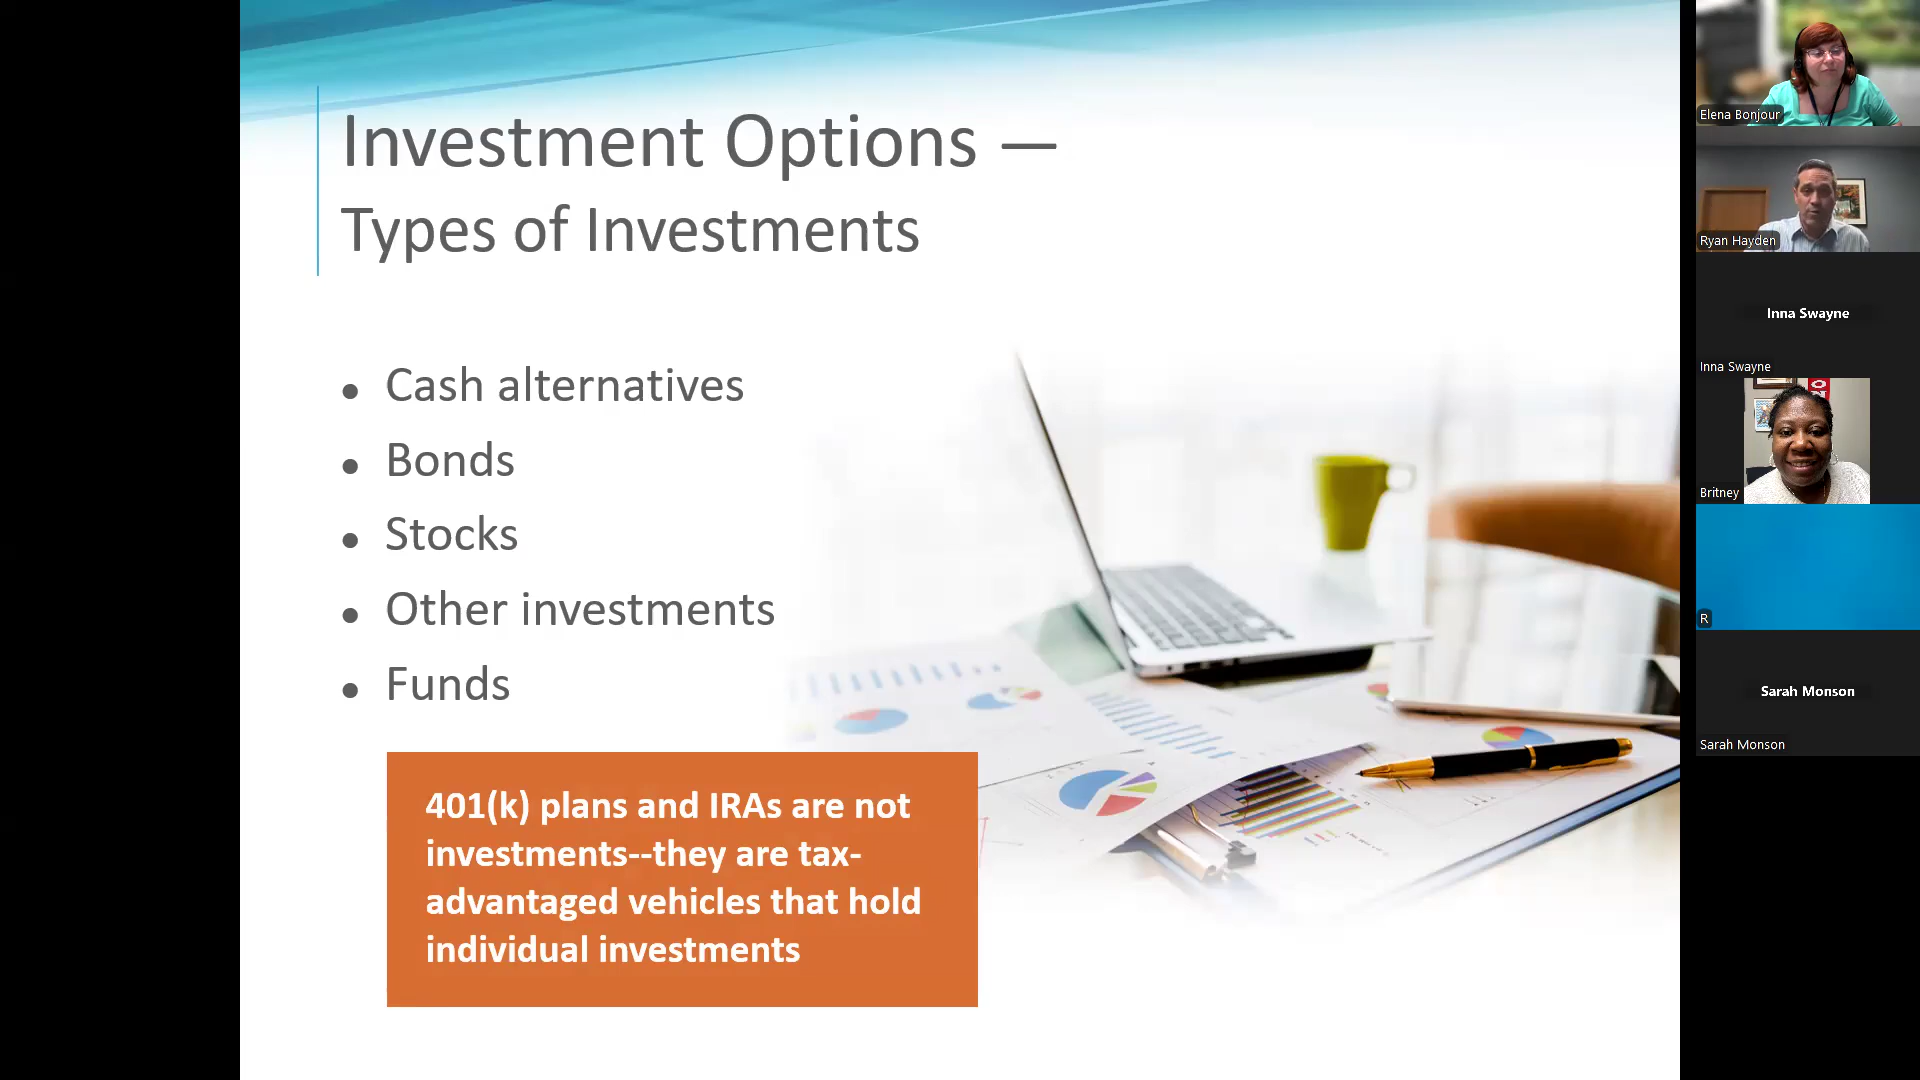 Investment Options —
Types of Investments
• Cash alternatives
• Bonds
• Stocks
• Other investments
• Funds
401(k) plans and IRAs are not
investments--they are tax-
advantaged vehicles that hold
individual investments
Elena Bonjour
Ryan Hayden
Inna Swayne
Inna Swayne
Britney
R
Sarah Monson
Sarah Monson